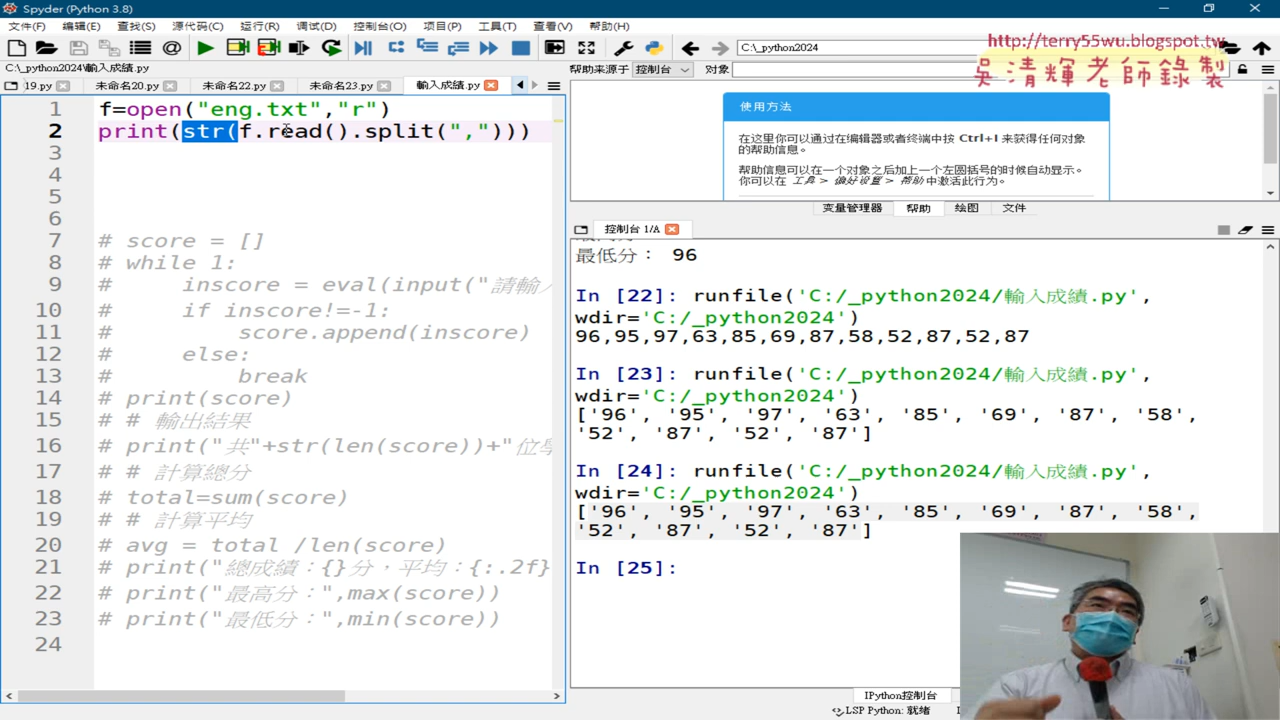 Spyder (Python 3.8)
文件(F) 编辑(E) 查找(S) 源代码(C) 运行(R) 调试(D) 控制台(O) 项目(P) 工具(T) 查看(V) 帮助(H)
C:\_python2024
http://terry55wu.blogspot.tw
吳清輝老師錄製
C:\_python2024\輸入成績.py
帮助来源于 控制台 对象
19.py 未命名20.py 未命名22.py 未命名23.py 輸入成績.py
1 f=open("eng.txt","r")
2 print(str(f.read().split(",")))
3
4
5
6
7 # score = []
8 # while 1:
9 # inscore = eval(input("請輸入
10 # if inscore!=-1:
11 # score.append(inscore)
12 # else:
13 # break
14 # print(score)
15 # # 輸出結果
16 # print("共"+str(len(score))+"位學
17 # # 計算總分
18 # total=sum(score)
19 # # 計算平均
20 # avg = total /len(score)
21 # print("總成績：{}分，平均：{:.2f}
22 # print("最高分：",max(score))
23 # print("最低分：",min(score))
24
使用方法
在这里你可以通过在编辑器或者终端中按 Ctrl+I 来获得任何对象
的帮助信息。
帮助信息可以在一个对象之后加上一个左圆括号的时候自动显示。
你可以在 工具 > 偏好设置 > 帮助 中激活此行为。
变量管理器 帮助 绘图 文件
控制台 1/A
最低分： 96
In [22]: runfile('C:/_python2024/輸入成績.py',
wdir='C:/_python2024')
96,95,97,63,85,69,87,58,52,87,52,87
In [23]: runfile('C:/_python2024/輸入成績.py',
wdir='C:/_python2024')
['96', '95', '97', '63', '85', '69', '87', '58',
'52', '87', '52', '87']
In [24]: runfile('C:/_python2024/輸入成績.py',
wdir='C:/_python2024')
['96', '95', '97', '63', '85', '69', '87', '58',
'52', '87', '52', '87']
In [25]:
IPython控制台
LSP Python: 就绪